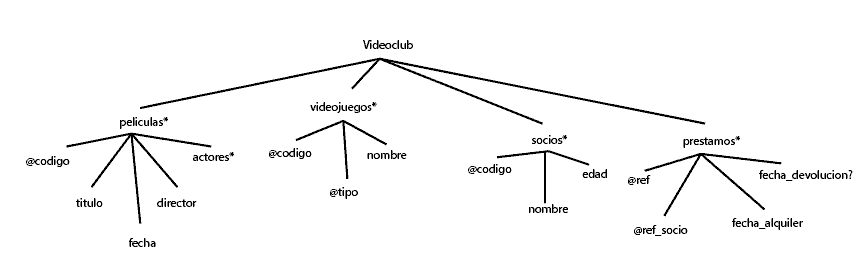 Videoclub
peliculas*
videojuegos*
socios*
prestamos*
@codigo
titulo
fecha
director
actores*
@codigo
@tipo
nombre
@codigo
nombre
edad
@ref
@ref_socio
fecha_alquiler
fecha_devolucion?